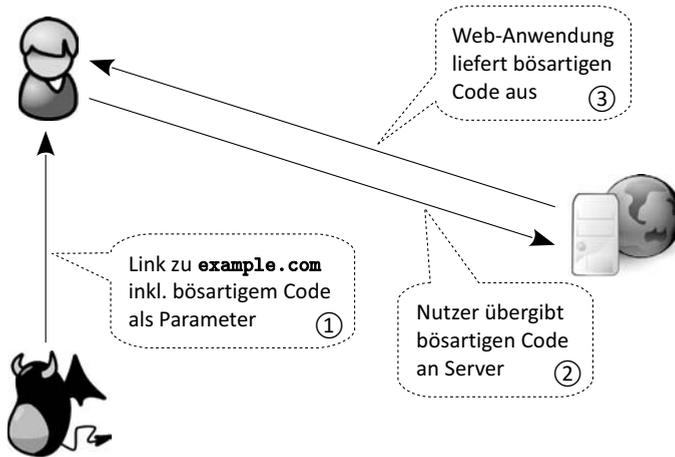 Web-Anwendung
liefert bösartigen
Code aus ③
Link zu example.com
inkl. bösartigem Code
als Parameter ①
Nutzer übergibt
bösartigen Code
an Server ②